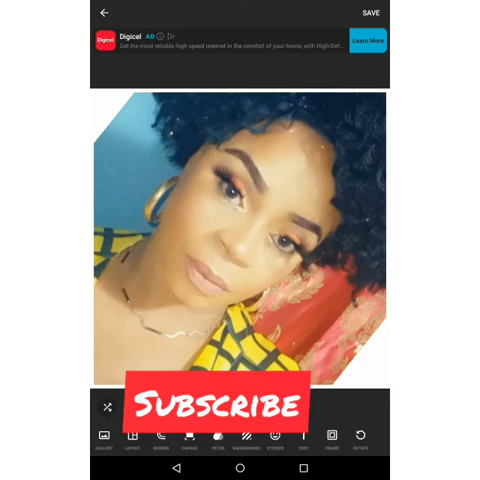 SAVE
Digicel
Digicel AD
Get the most reliable high speed internet in the comfort of your home, with High-Def...
Learn More
SUBSCRIBE
GALLERY LAYOUT BORDER CANVAS FILTER BACKGROUND STICKER TEXT FRAME ROTATE